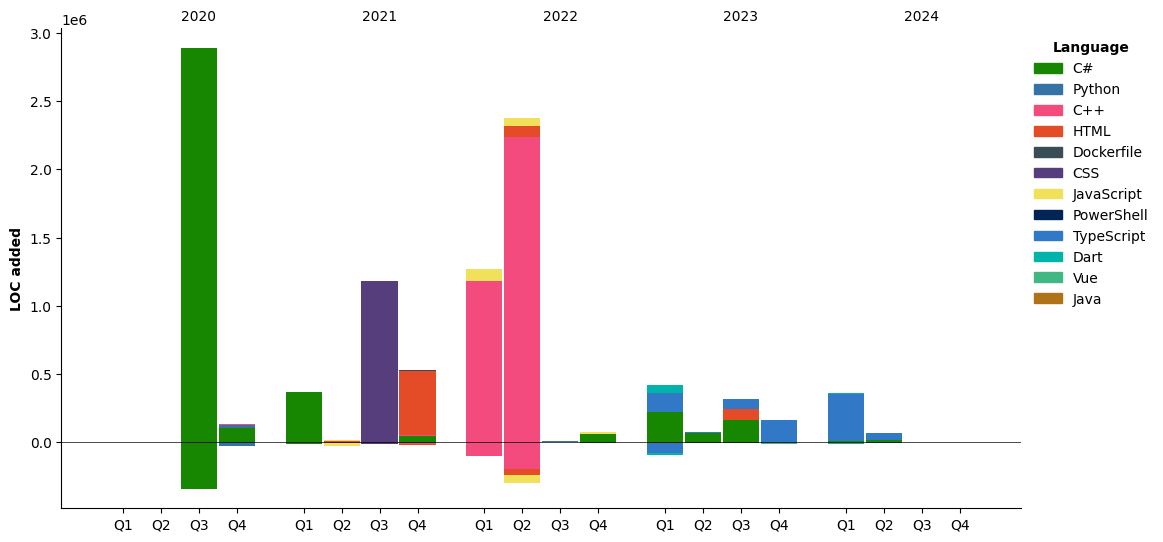 2020 2021 2022 2023 2024
1e6
3.0
2.5
2.0
1.5
1.0
0.5
0.0
LOC added
Q1 Q2 Q3 Q4 Q1 Q2 Q3 Q4 Q1 Q2 Q3 Q4 Q1 Q2 Q3 Q4 Q1 Q2 Q3 Q4
Language
C#
Python
C++
HTML
Dockerfile
CSS
JavaScript
PowerShell
TypeScript
Dart
Vue
Java